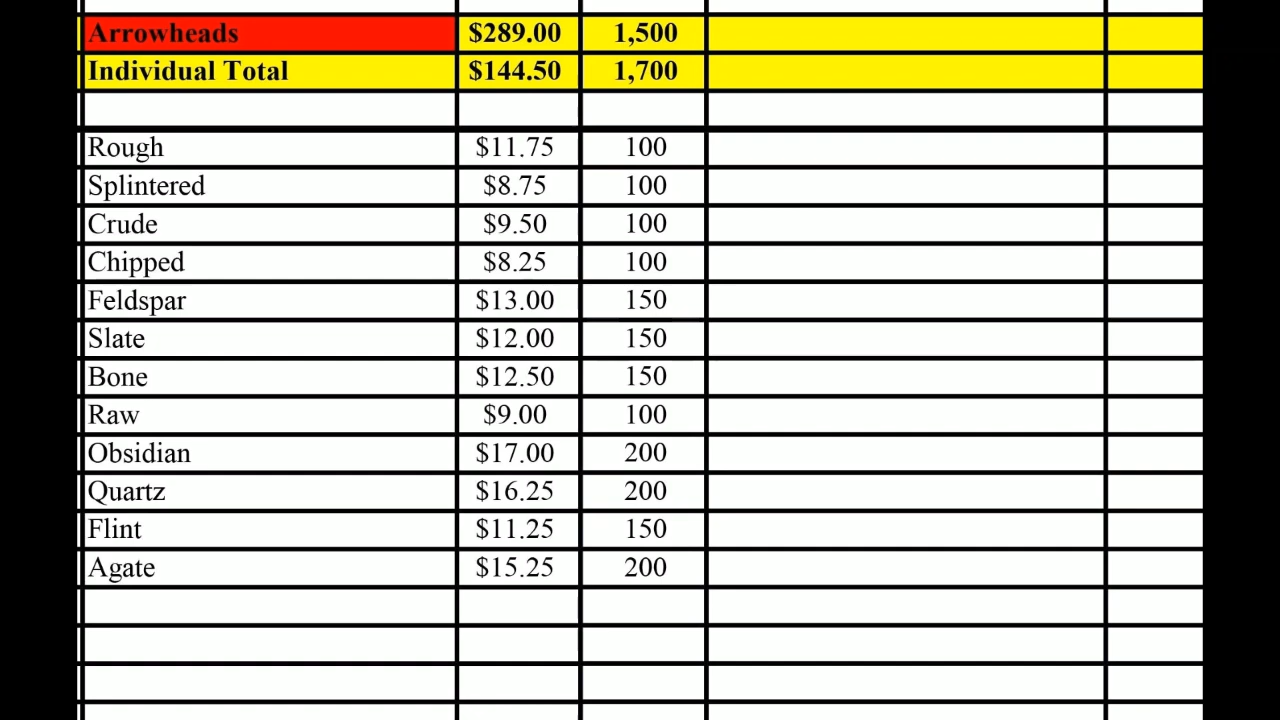 Arrowheads $289.00 1,500
Individual Total $144.50 1,700
Rough $11.75 100
Splintered $8.75 100
Crude $9.50 100
Chipped $8.25 100
Feldspar $13.00 150
Slate $12.00 150
Bone $12.50 150
Raw $9.00 100
Obsidian $17.00 200
Quartz $16.25 200
Flint $11.25 150
Agate $15.25 200